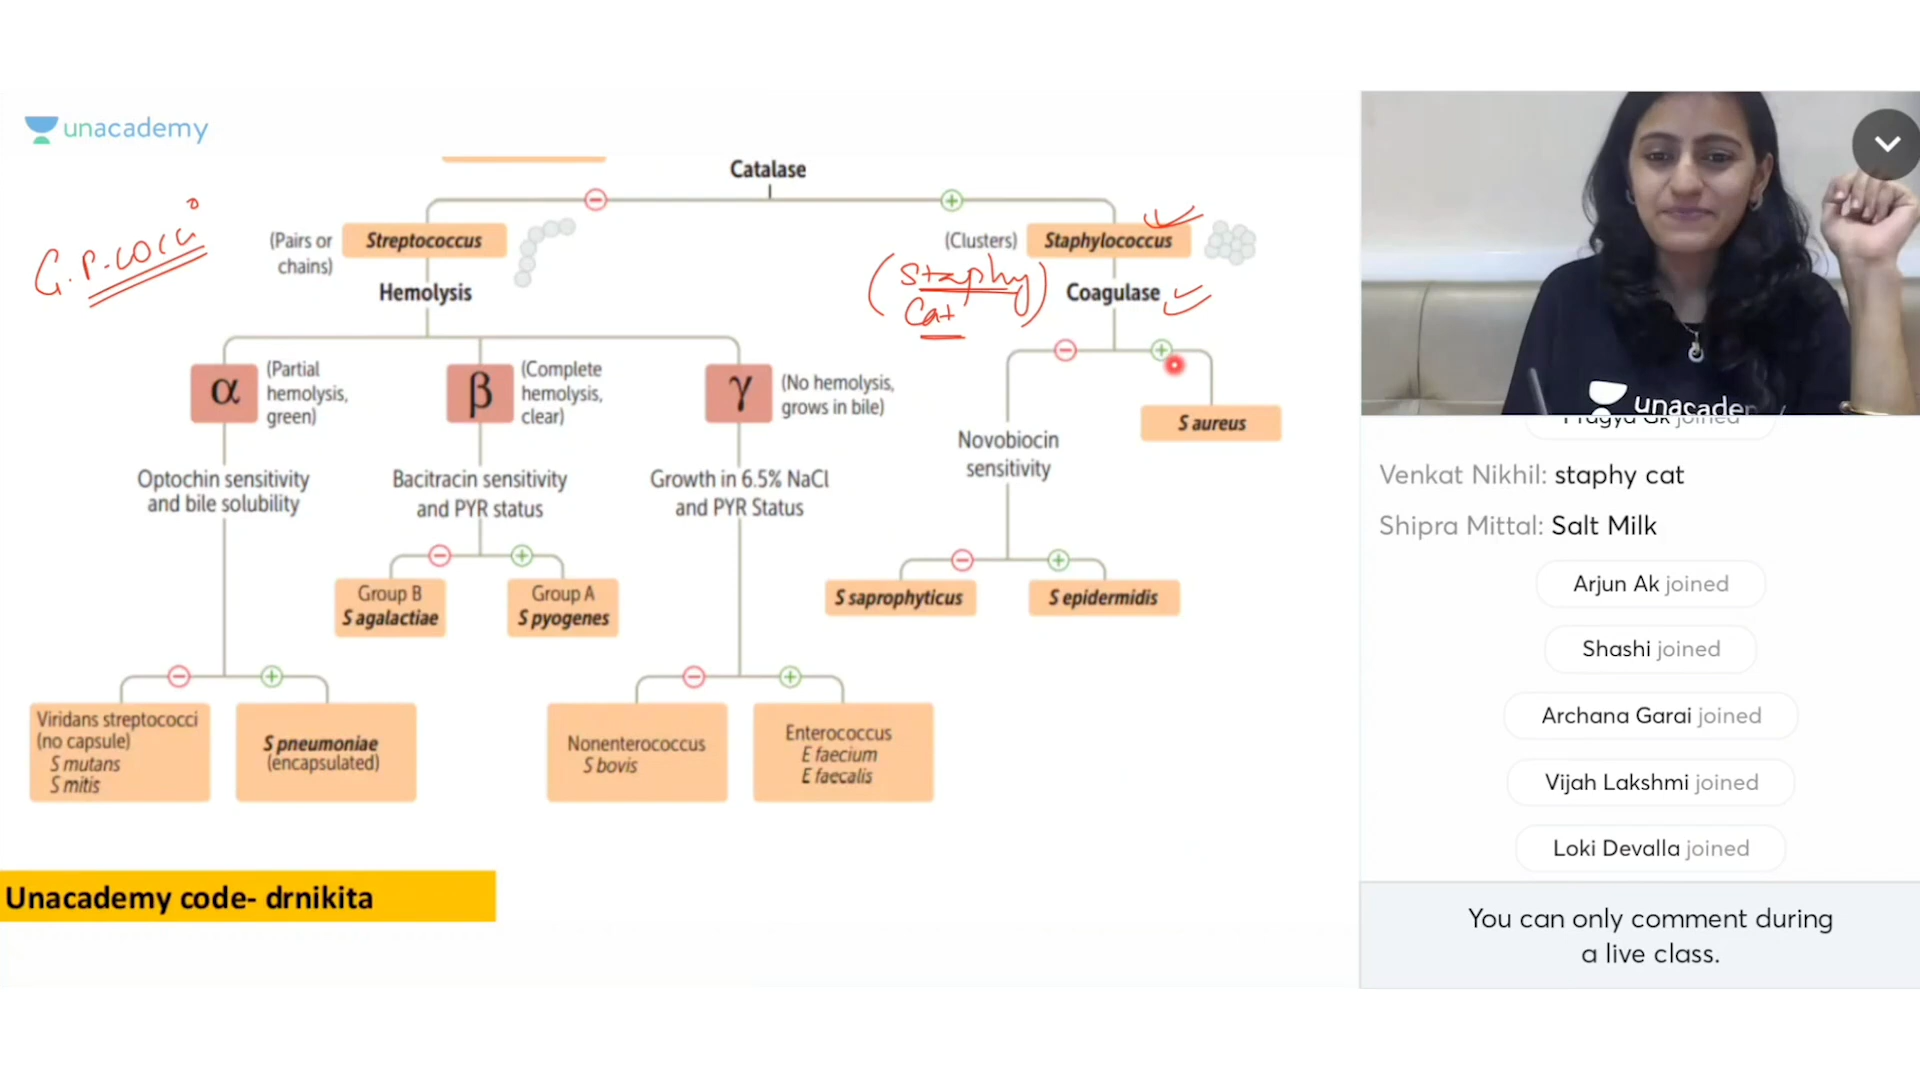 unacademy
Catalase
G.P.cocci
(Pairs or
chains)
Streptococcus
(Clusters)
Staphylococcus
(Staphy
Cat)
Hemolysis
Coagulase
α
(Partial
hemolysis,
green)
β
(Complete
hemolysis,
clear)
γ
(No hemolysis,
grows in bile)
S aureus
Novobiocin
sensitivity
Optochin sensitivity
and bile solubility
Bacitracin sensitivity
and PYR status
Growth in 6.5% NaCl
and PYR Status
Group B
S agalactiae
Group A
S pyogenes
S saprophyticus
S epidermidis
Viridans streptococci
(no capsule)
S mutans
S mitis
S pneumoniae
(encapsulated)
Nonenterococcus
S bovis
Enterococcus
E faecium
E faecalis
Unacademy code- drnikita
unacade
Pragya Gk joined
Venkat Nikhil: staphy cat
Shipra Mittal: Salt Milk
Arjun Ak joined
Shashi joined
Archana Garai joined
Vijah Lakshmi joined
Loki Devalla joined
You can only comment during
a live class.